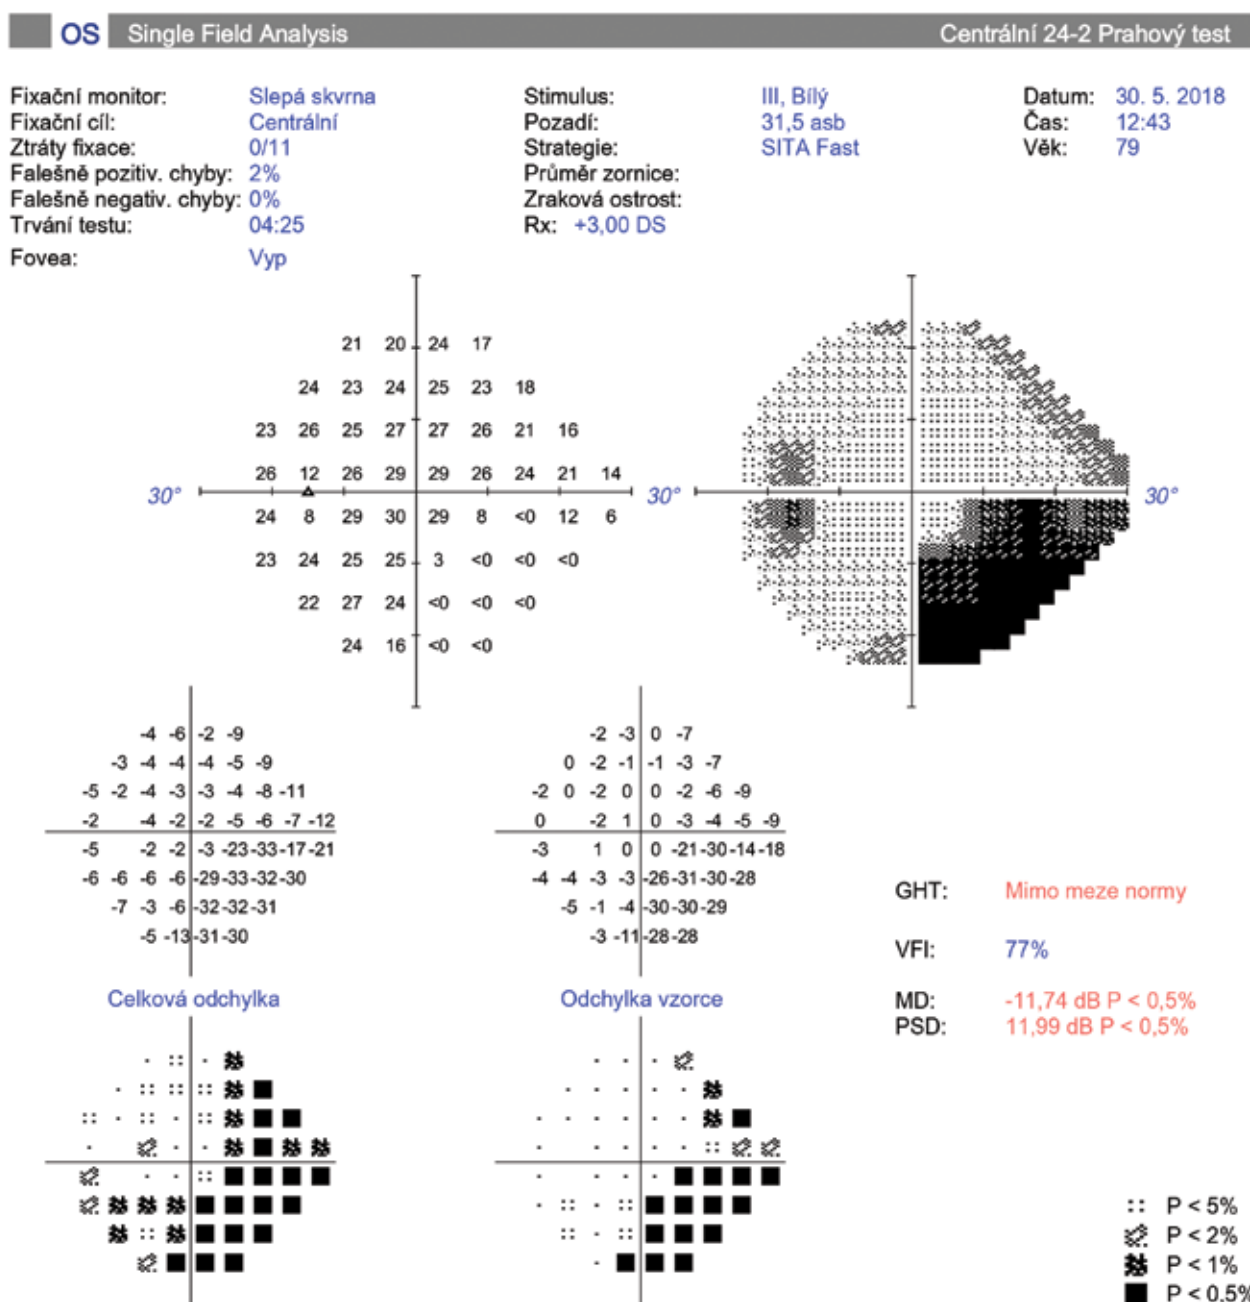 OS Single Field Analysis Centrální 24-2 Prahový test
Fixační monitor: Slepá skvrna Stimulus: III, Bílý Datum: 30. 5. 2018
Fixační cíl: Centrální Pozadí: 31,5 asb Čas: 12:43
Ztráty fixace: 0/11 Strategie: SITA Fast Věk: 79
Falešně pozitiv. chyby: 2% Průměr zornice:
Falešně negativ. chyby: 0% Zraková ostrost:
Trvání testu: 04:25 Rx: +3,00 DS
Fovea: Vyp
21 20 24 17
24 23 24 25 23 18
23 26 25 27 27 26 21 16
26 12 26 29 29 26 24 21 14
30° 30° 30°
24 8 29 30 29 8 <0 12 6
23 24 25 25 3 <0 <0 <0
22 27 24 <0 <0 <0
24 16 <0 <0
-4 -6 -2 -9 -2 -3 0 -7
-3 -4 -4 -4 -5 -9 0 -2 -1 -1 -3 -7
-5 -2 -4 -3 -3 -4 -8 -11 -2 0 -2 0 0 -2 -6 -9
-2 -4 -2 -2 -5 -6 -7 -12 0 -2 1 0 -3 -4 -5 -9
-5 -2 -2 -3 -23 -33 -17 -21 -3 1 0 0 -21 -30 -14 -18
-6 -6 -6 -6 -29 -33 -32 -30 -4 -4 -3 -3 -26 -31 -30 -28
-7 -3 -6 -32 -32 -31 -5 -1 -4 -30 -30 -29
-5 -13 -31 -30 -3 -11 -28 -28
GHT: Mimo meze normy
VFI: 77%
Celková odchylka Odchylka vzorce MD: -11,74 dB P < 0,5%
PSD: 11,99 dB P < 0,5%
P < 5%
P < 2%
P < 1%
P < 0.5%